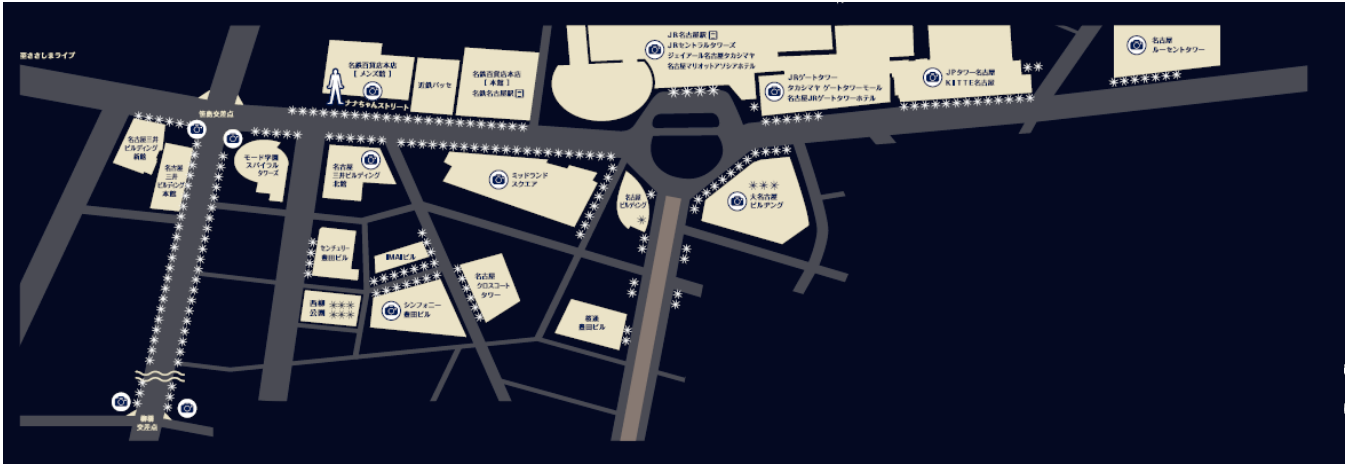 至ささしまライブ
名鉄百貨店本店
[ メンズ館 ]
ナナちゃんストリート
近鉄パッセ
名鉄百貨店本店
[ 本館 ]
名鉄名古屋駅
JR名古屋駅
JRセントラルタワーズ
ジェイアール名古屋タカシマヤ
名古屋マリオットアソシアホテル
JRゲートタワー
タカシマヤ ゲートタワーモール
名古屋JRゲートタワーホテル
JPタワー名古屋
KITTE名古屋
名古屋
ルーセントタワー
笹島交差点
名古屋三井
ビルディング
新館
名古屋
三井
ビルディング
本館
モード学園
スパイラル
タワーズ
名古屋
三井ビルディング
北館
ミッドランド
スクエア
名古屋
ビルディング
大名古屋
ビルヂング
センチュリー
豊田ビル
IMAIビル
名古屋
クロスコート
タワー
西柳
公園
シンフォニー
豊田ビル
桜通
豊田ビル
柳橋
交差点